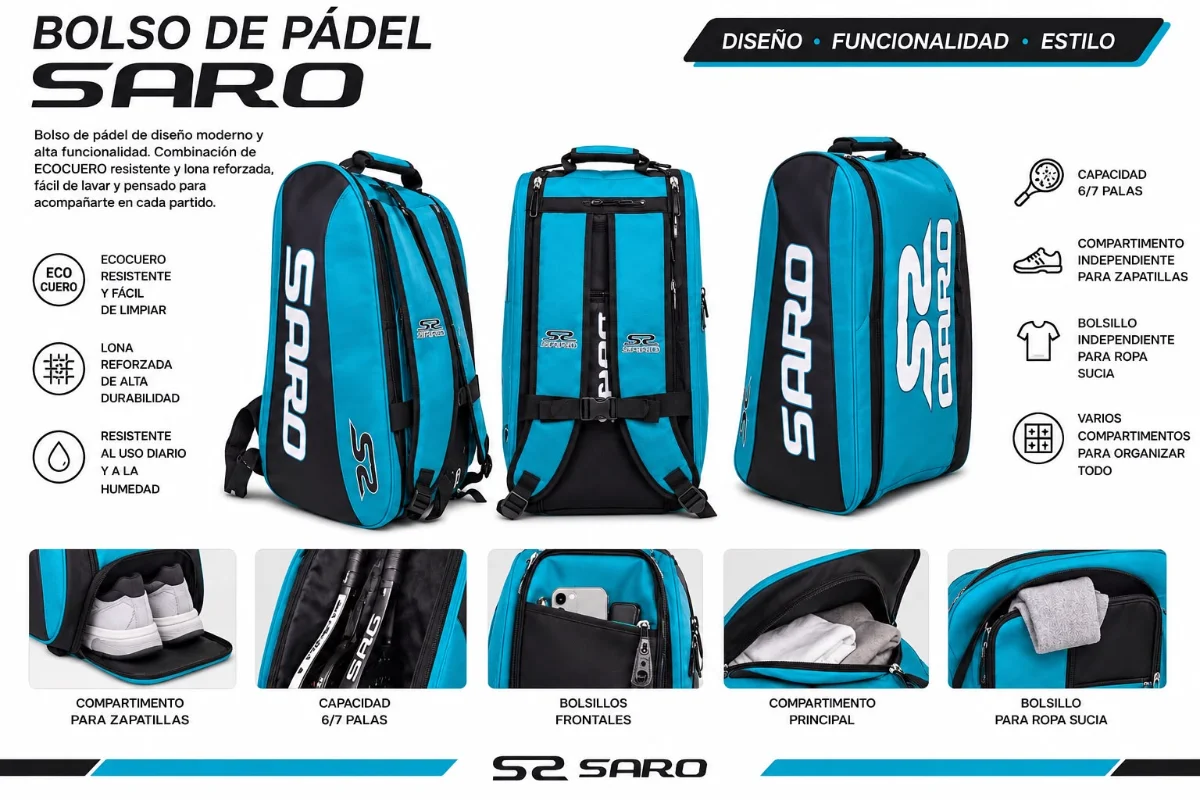 BOLSO DE PÁDEL
SARO
DISEÑO • FUNCIONALIDAD • ESTILO
Bolso de pádel de diseño moderno y
alta funcionalidad. Combinación de
ECOCUERO resistente y lona reforzada,
fácil de lavar y pensado para
acompañarte en cada partido.
ECO
CUERO
ECOCUERO
RESISTENTE
Y FÁCIL
DE LIMPIAR
LONA
REFORZADA
DE ALTA
DURABILIDAD
RESISTENTE
AL USO DIARIO
Y A LA
HUMEDAD
SARO
SARO
SARO
CAPACIDAD
6/7 PALAS
COMPARTIMENTO
INDEPENDIENTE
PARA ZAPATILLAS
BOLSILLO
INDEPENDIENTE
PARA ROPA
SUCIA
VARIOS
COMPARTIMENTOS
PARA ORGANIZAR
TODO
COMPARTIMENTO
PARA ZAPATILLAS
CAPACIDAD
6/7 PALAS
BOLSILLOS
FRONTALES
COMPARTIMENTO
PRINCIPAL
BOLSILLO
PARA ROPA SUCIA
SARO